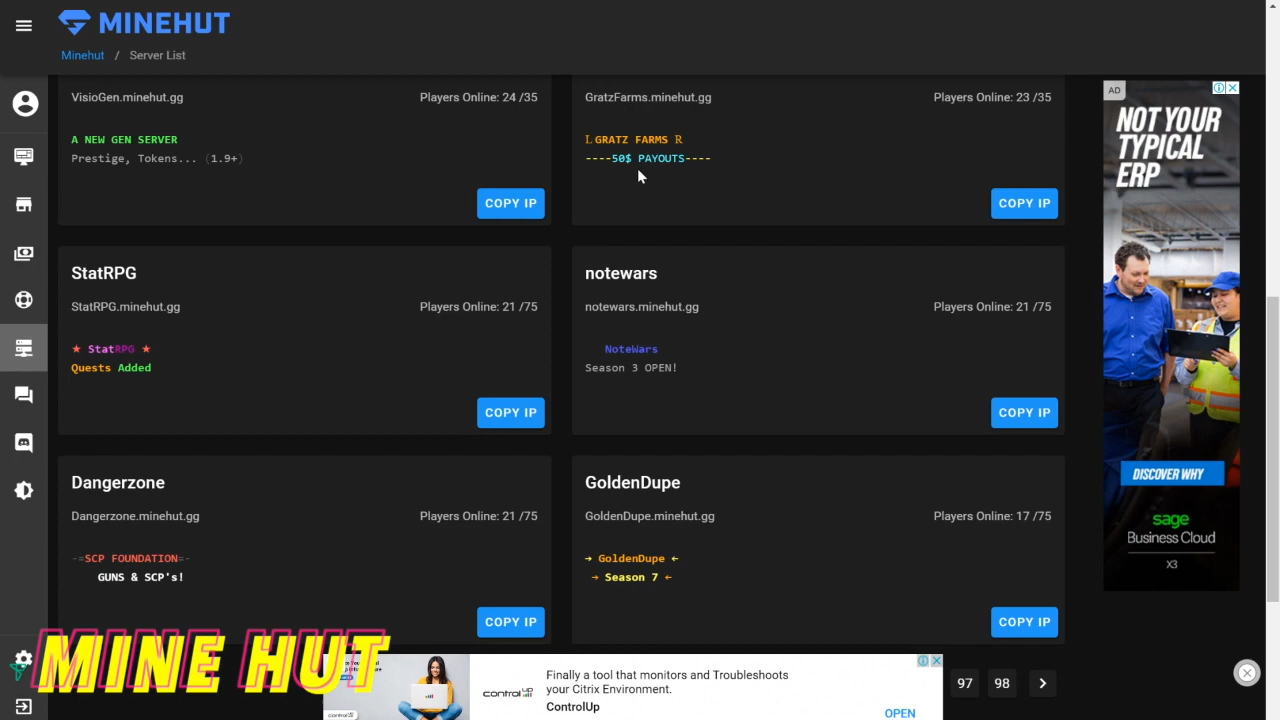 MINEHUT
Minehut / Server List
VisioGen.minehut.gg Players Online: 24 /35
A NEW GEN SERVER
Prestige, Tokens... (1.9+)
COPY IP
GratzFarms.minehut.gg Players Online: 23 /35
L GRATZ FARMS R
----50$ PAYOUTS----
COPY IP
StatRPG
StatRPG.minehut.gg Players Online: 21 /75
★ StatRPG ★
Quests Added
COPY IP
notewars
notewars.minehut.gg Players Online: 21 /75
NoteWars
Season 3 OPEN!
COPY IP
Dangerzone
Dangerzone.minehut.gg Players Online: 21 /75
-=SCP FOUNDATION=-
GUNS & SCP's!
COPY IP
GoldenDupe
GoldenDupe.minehut.gg Players Online: 17 /75
→ GoldenDupe ←
→ Season 7 ←
COPY IP
AD
NOT YOUR
TYPICAL
ERP
DISCOVER WHY
sage
Business Cloud
X3
MINE HUT
controlup
controlup
Finally a tool that monitors and Troubleshoots
your Citrix Environment.
ControlUp
OPEN
97 98